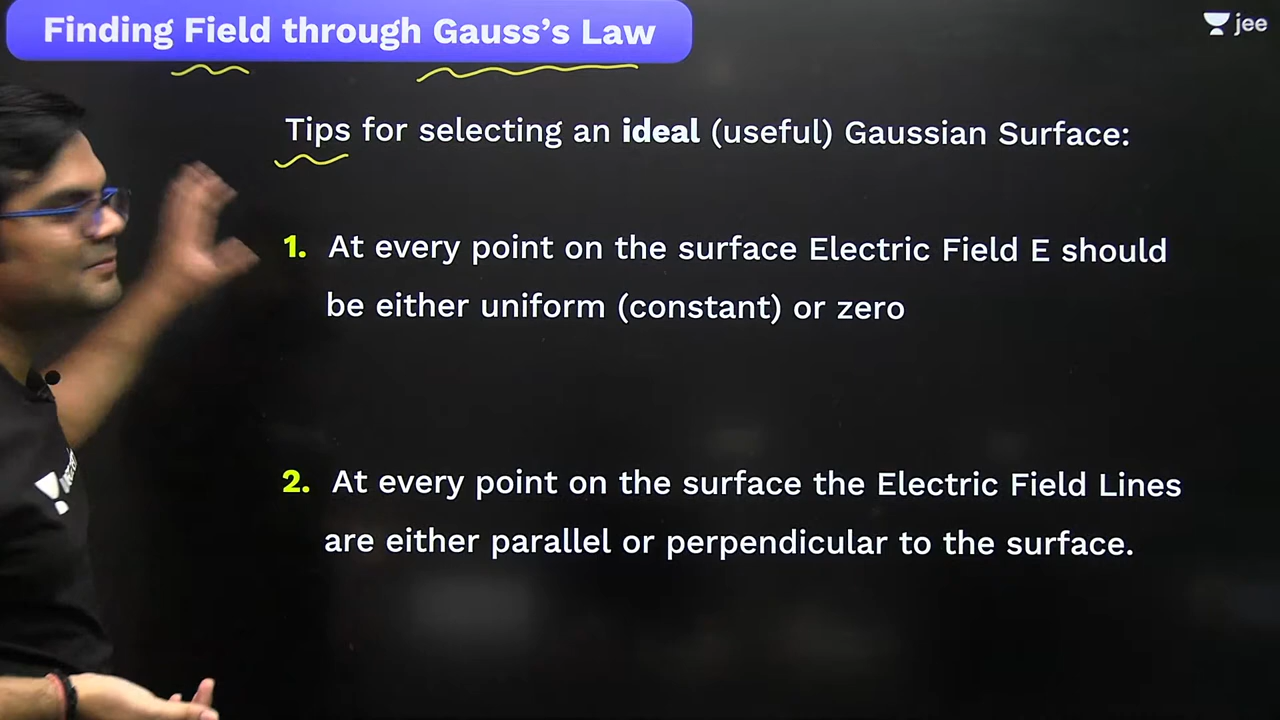 Finding Field through Gauss's Law
jee
Tips for selecting an ideal (useful) Gaussian Surface:
1. At every point on the surface Electric Field E should
be either uniform (constant) or zero
2. At every point on the surface the Electric Field Lines
are either parallel or perpendicular to the surface.